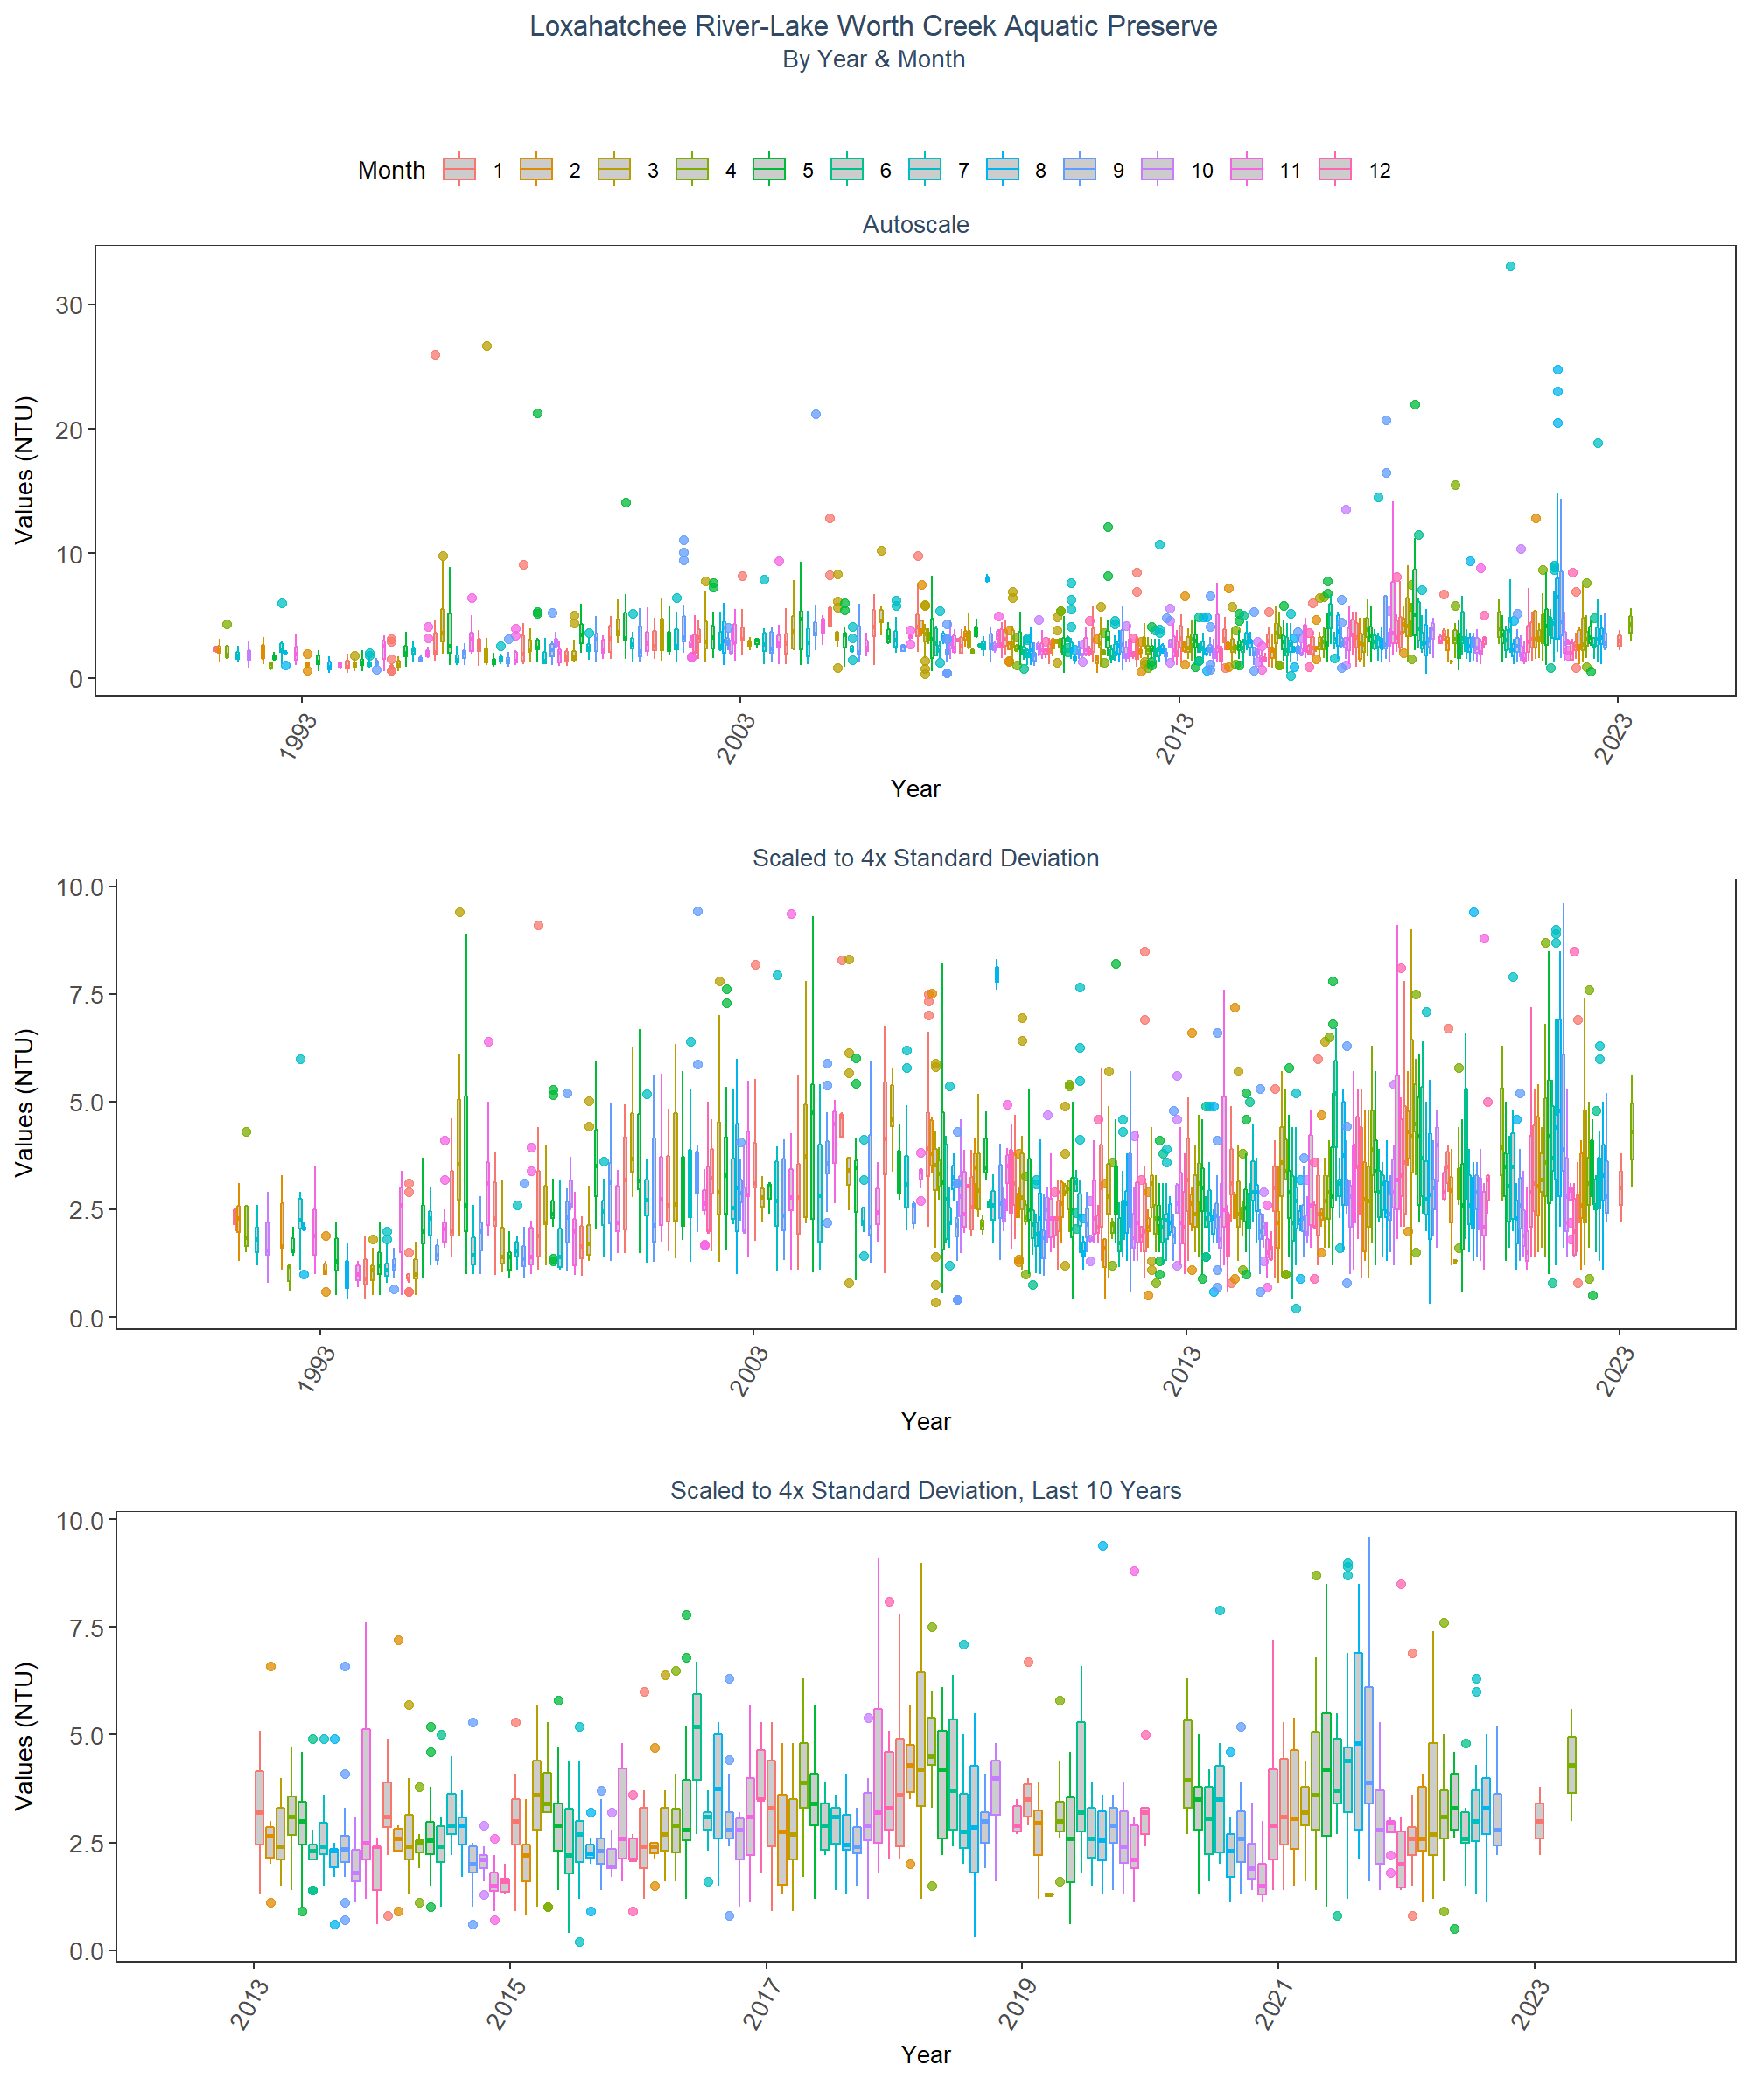 Loxahatchee River-Lake Worth Creek Aquatic Preserve
By Year & Month
Month 1 2 3 4 5 6 7 8 9 10 11 12
Autoscale
Values (NTU)
30
20
10
0
1993 2003 2013 2023
Year
Scaled to 4x Standard Deviation
Values (NTU)
10.0
7.5
5.0
2.5
0.0
1993 2003 2013 2023
Year
Scaled to 4x Standard Deviation, Last 10 Years
Values (NTU)
10.0
7.5
5.0
2.5
0.0
2013 2015 2017 2019 2021 2023
Year